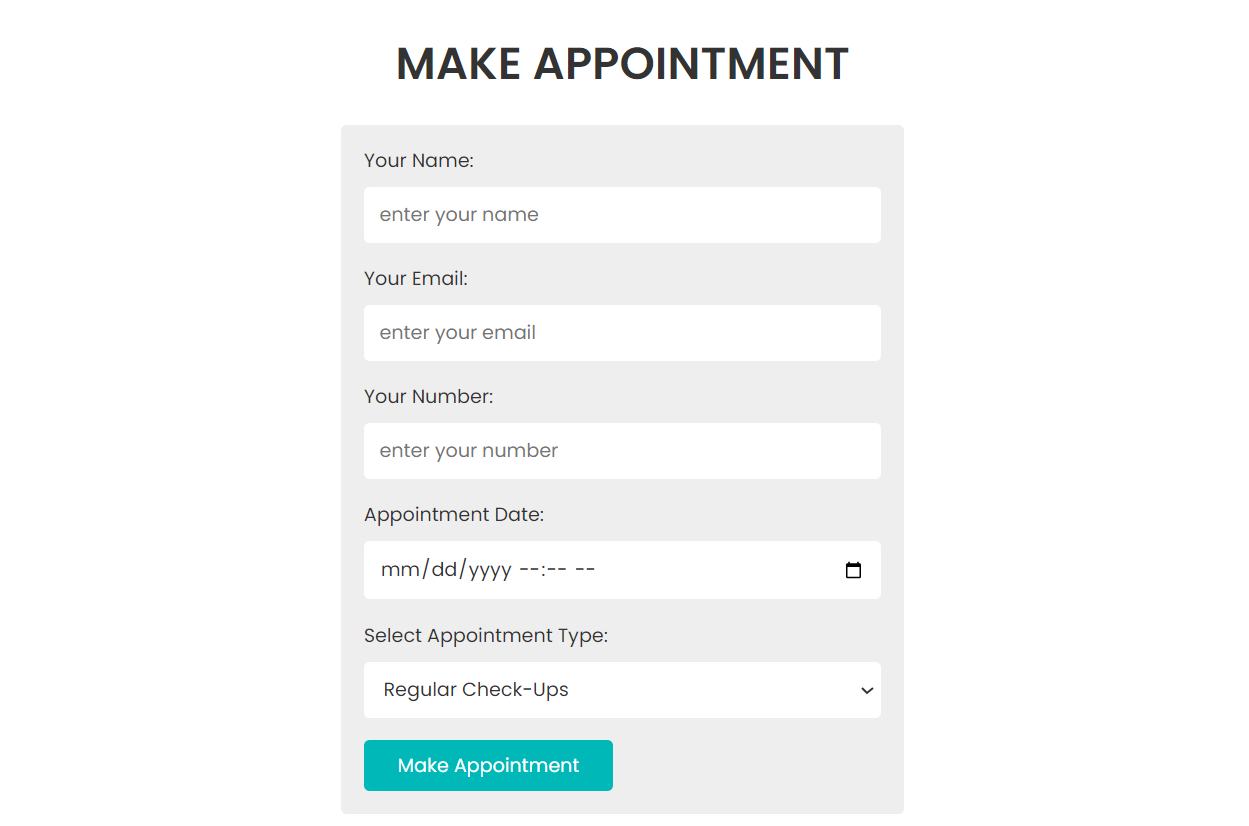 MAKE APPOINTMENT
Your Name:
enter your name
Your Email:
enter your email
Your Number:
enter your number
Appointment Date:
mm/dd/yyyy --:-- --
Select Appointment Type:
Regular Check-Ups
Make Appointment